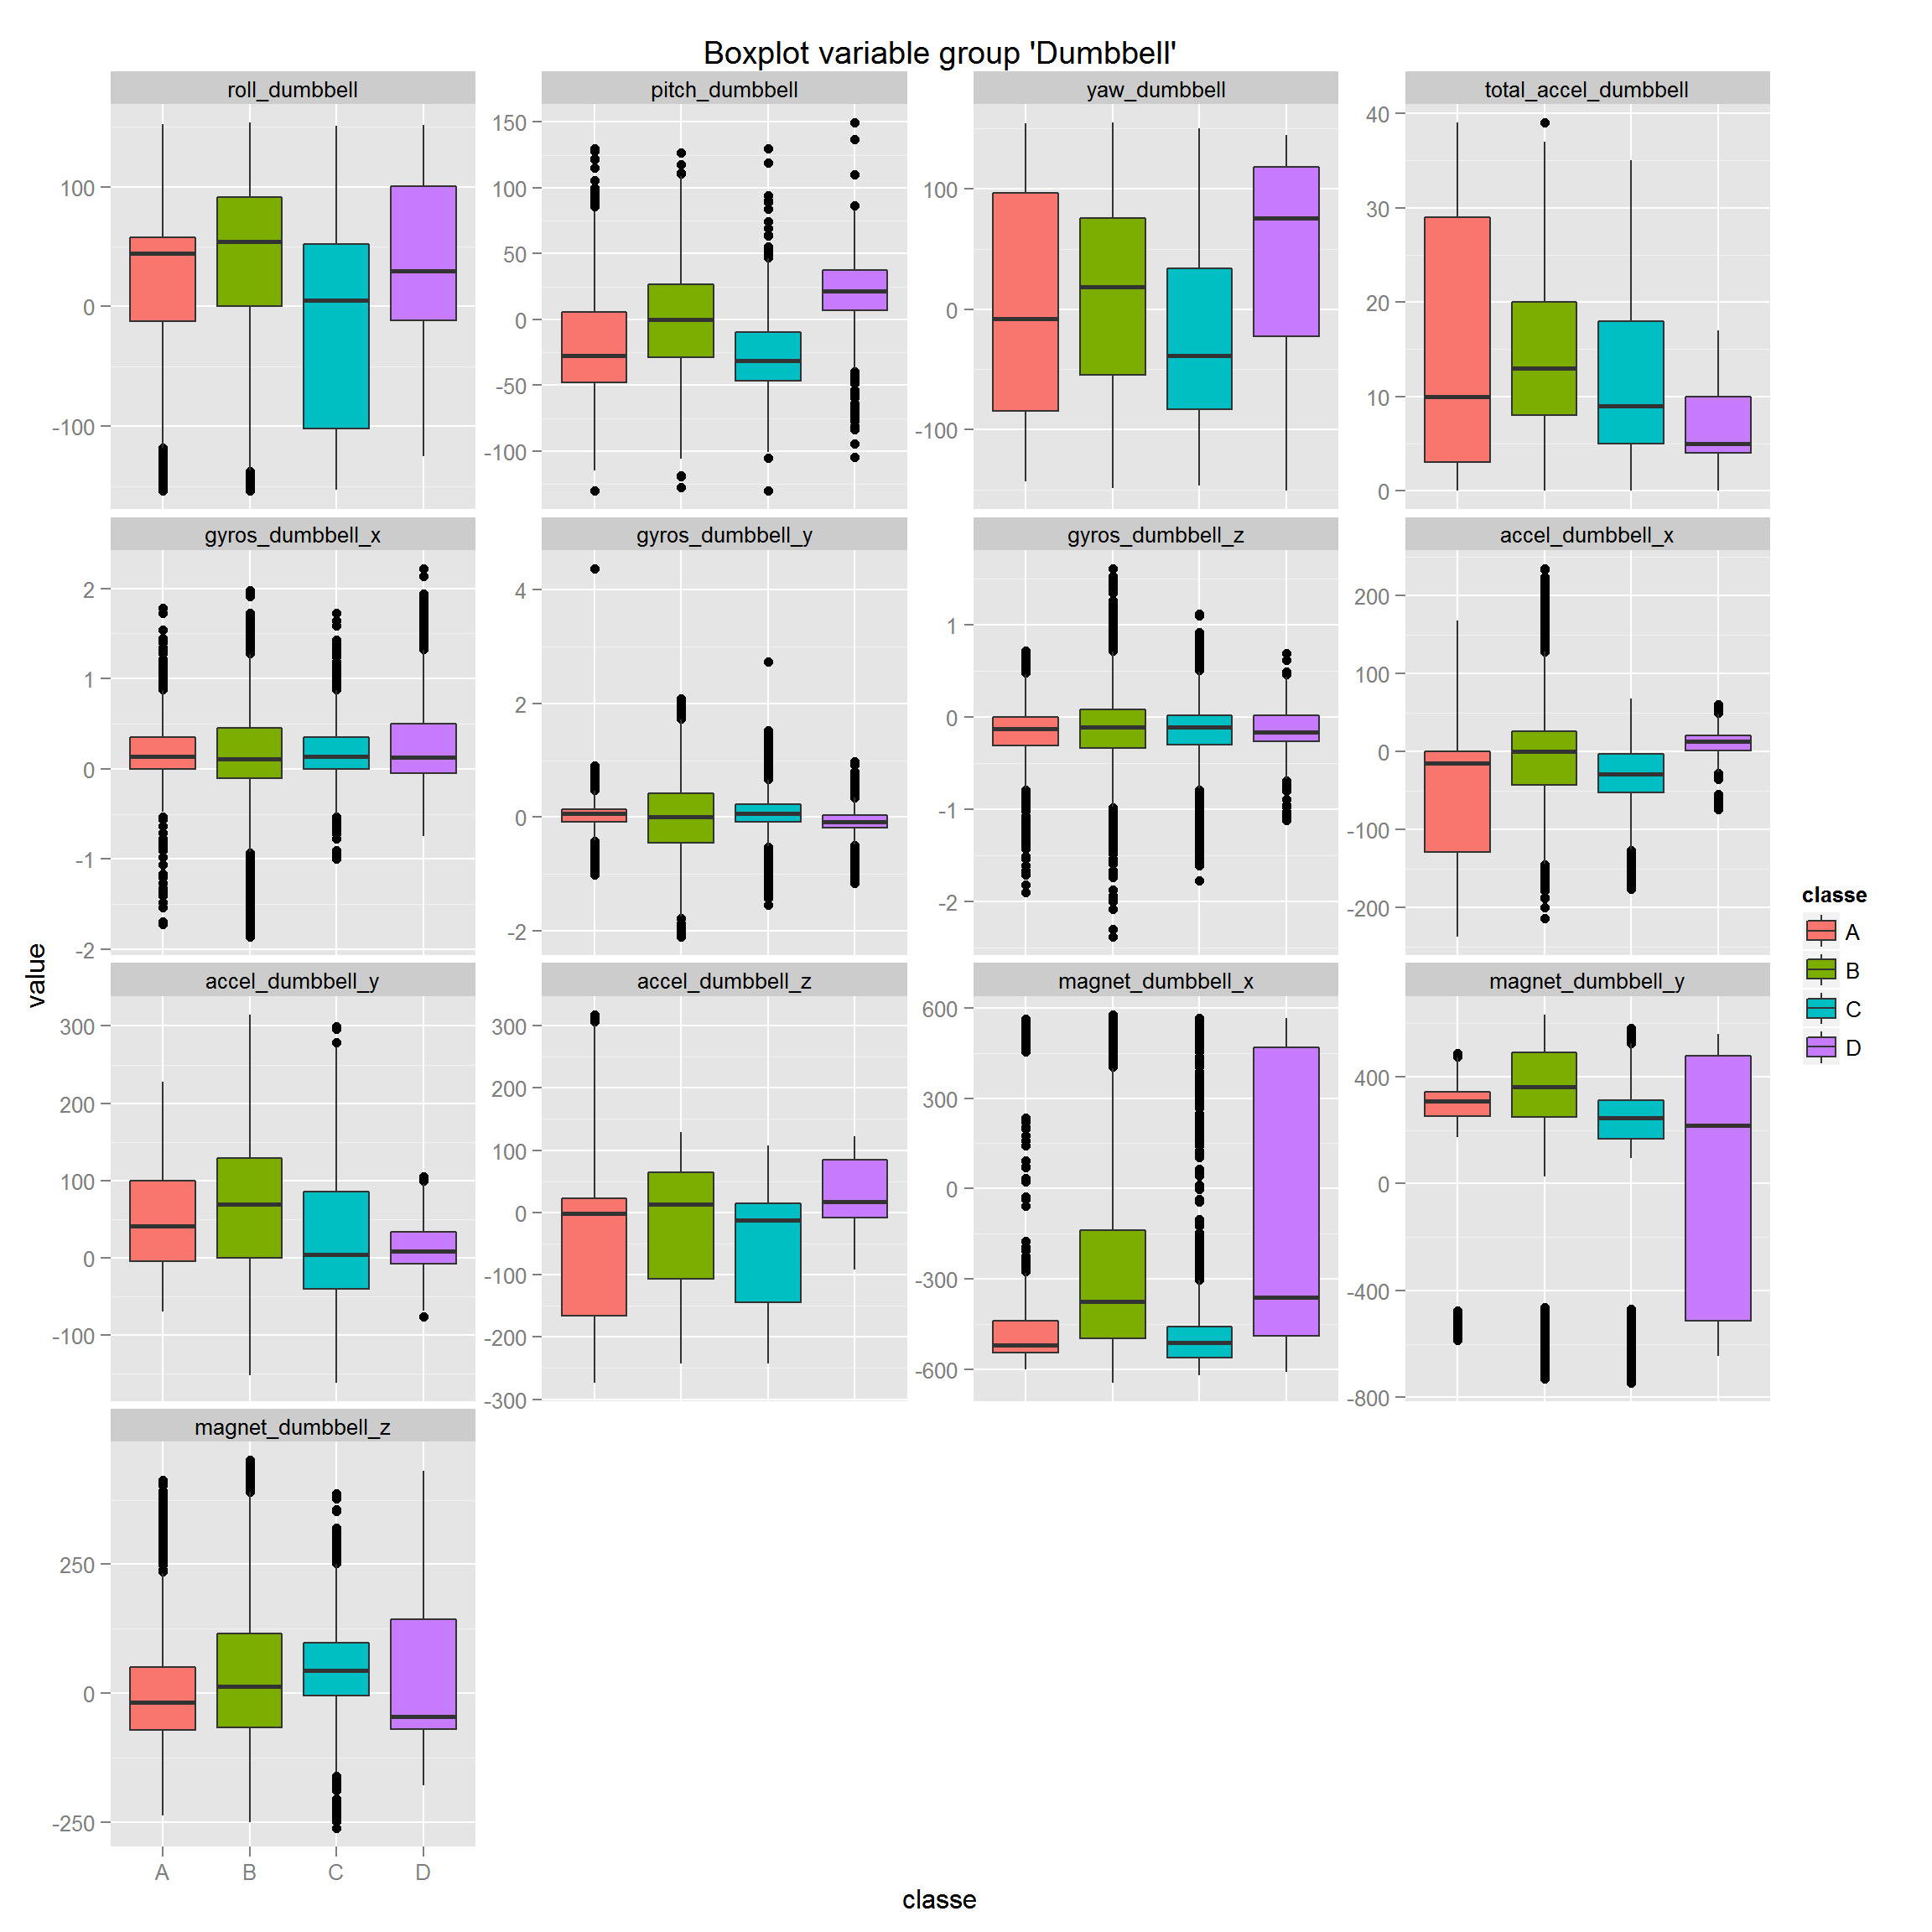 Boxplot variable group 'Dumbbell'
roll_dumbbell
pitch_dumbbell
yaw_dumbbell
total_accel_dumbbell
100
0
-100
150
100
50
0
-50
-100
100
0
-100
40
30
20
10
0
gyros_dumbbell_x
gyros_dumbbell_y
gyros_dumbbell_z
accel_dumbbell_x
2
1
0
-1
-2
4
2
0
-2
1
0
-1
-2
200
100
0
-100
-200
accel_dumbbell_y
accel_dumbbell_z
magnet_dumbbell_x
magnet_dumbbell_y
300
200
100
0
-100
300
200
100
0
-100
-200
-300
600
300
0
-300
-600
400
0
-400
-800
magnet_dumbbell_z
250
0
-250
A
B
C
D
value
classe
classe
A
B
C
D